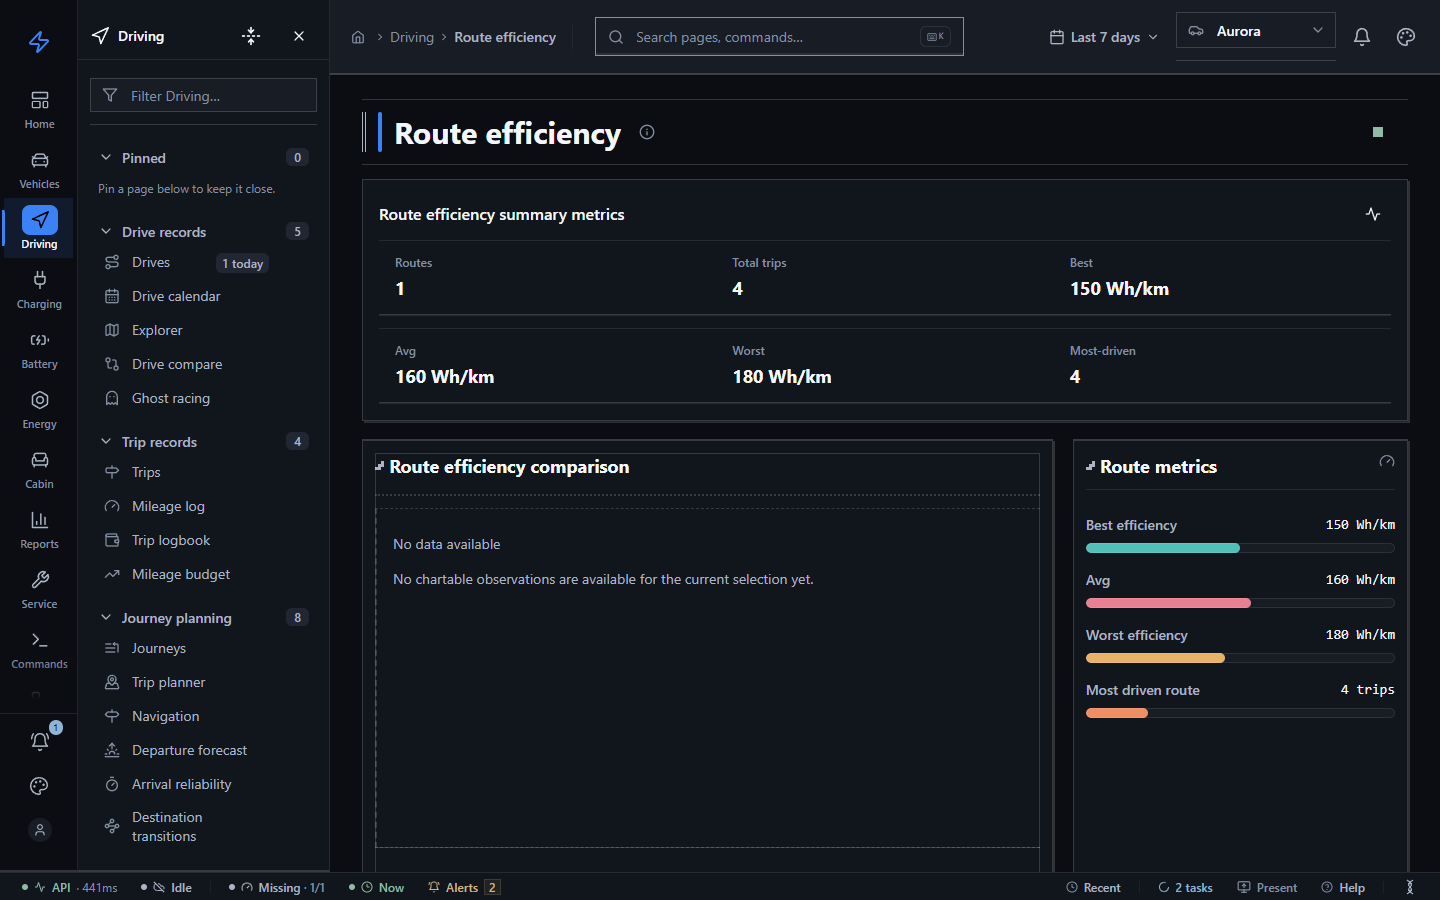 Home
Vehicles
Driving
Charging
Battery
Energy
Cabin
Reports
Service
Commands
1
Driving
Filter Driving...
Pinned 0
Pin a page below to keep it close.
Drive records 5
Drives 1 today
Drive calendar
Explorer
Drive compare
Ghost racing
Trip records 4
Trips
Mileage log
Trip logbook
Mileage budget
Journey planning 8
Journeys
Trip planner
Navigation
Departure forecast
Arrival reliability
Destination
transitions
Driving Route efficiency
Search pages, commands... K
Last 7 days
Aurora
Route efficiency
Route efficiency summary metrics
Routes Total trips Best
1 4 150 Wh/km
Avg Worst Most-driven
160 Wh/km 180 Wh/km 4
Route efficiency comparison
No data available
No chartable observations are available for the current selection yet.
Route metrics
Best efficiency 150 Wh/km
Avg 160 Wh/km
Worst efficiency 180 Wh/km
Most driven route 4 trips
API · 441ms Idle Missing · 1/1 Now Alerts 2 Recent 2 tasks Present Help